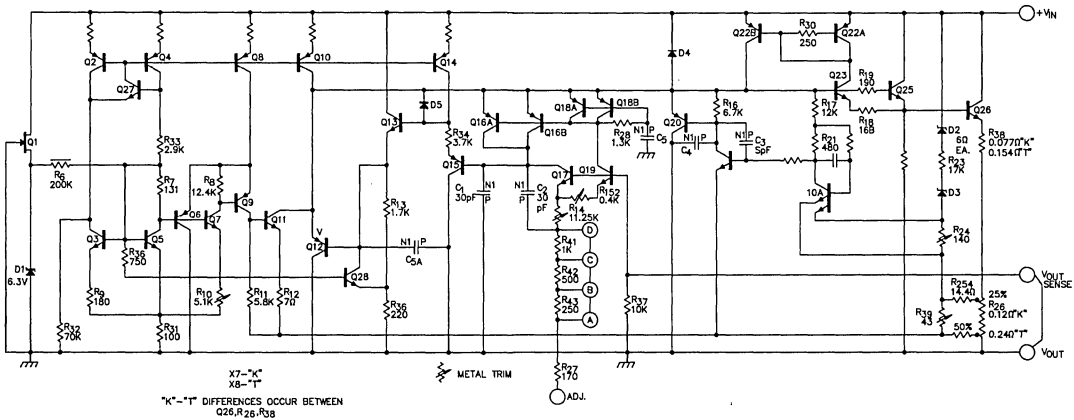 R30
250
+VIN
Q22B
Q22A
D4
Q2
Q4
Q8
Q10
Q14
Q27
Q23
R19
190
Q25
Q26
D5
Q18A
Q18B
Q13
Q16A
Q16B
Q20
R16
6.7K
R17
12K
R18
16B
R33
2.9K
R34
3.7K
R28
1.3K
N1
P
C5
Q1
R6
200K
R7
131
R8
12.4K
Q15
Q17
Q19
N1
P
C4
N1
P
C3
5pF
R21
480
D2
6Ω
EA.
R38
0.077Ω"K"
0.154Ω"T"
R23
17K
D3
C1
30pF
N1
P
N1
P
C2
30
pF
R152
0.4K
R14
11.25K
10A
Q6
Q7
Q9
Q11
R13
1.7K
V
Q12
Q3
Q5
R36
750
N1
P
C5A
Q28
R41
1K
D
R42
500
C
R43
250
B
A
R24
140
D1
6.3V
R9
180
R10
5.1K
R11
5.8K
R12
7Ω
R36
220
R37
10K
VOUT
SENSE
R254
14.4Ω
25%
R26
0.12Ω"K"
R39
43
50%
0.24Ω"T"
R32
70K
R31
100
VOUT
X7-"K"
X8-"T"
METAL TRIM
R27
170
"K"-"T" DIFFERENCES OCCUR BETWEEN
Q26,R26,R38
ADJ.